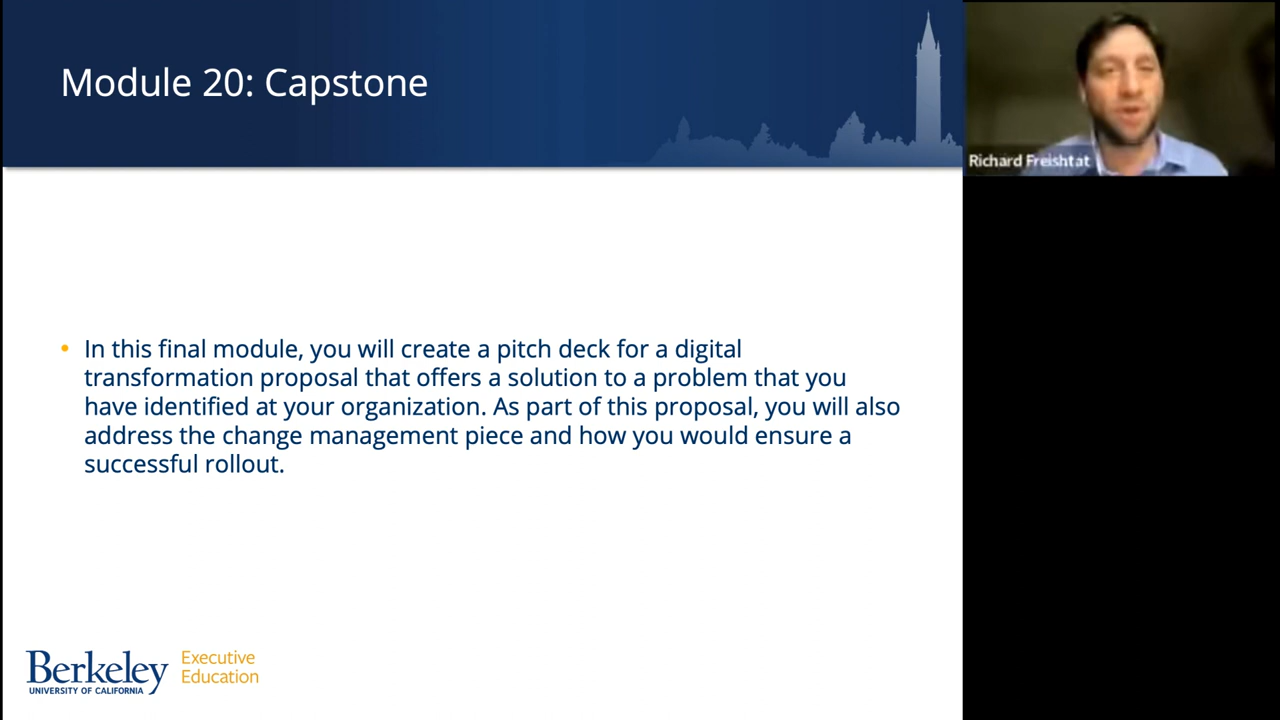 Module 20: Capstone
Richard Freishtat
• In this final module, you will create a pitch deck for a digital
transformation proposal that offers a solution to a problem that you
have identified at your organization. As part of this proposal, you will also
address the change management piece and how you would ensure a
successful rollout.
Berkeley
UNIVERSITY OF CALIFORNIA
Executive
Education